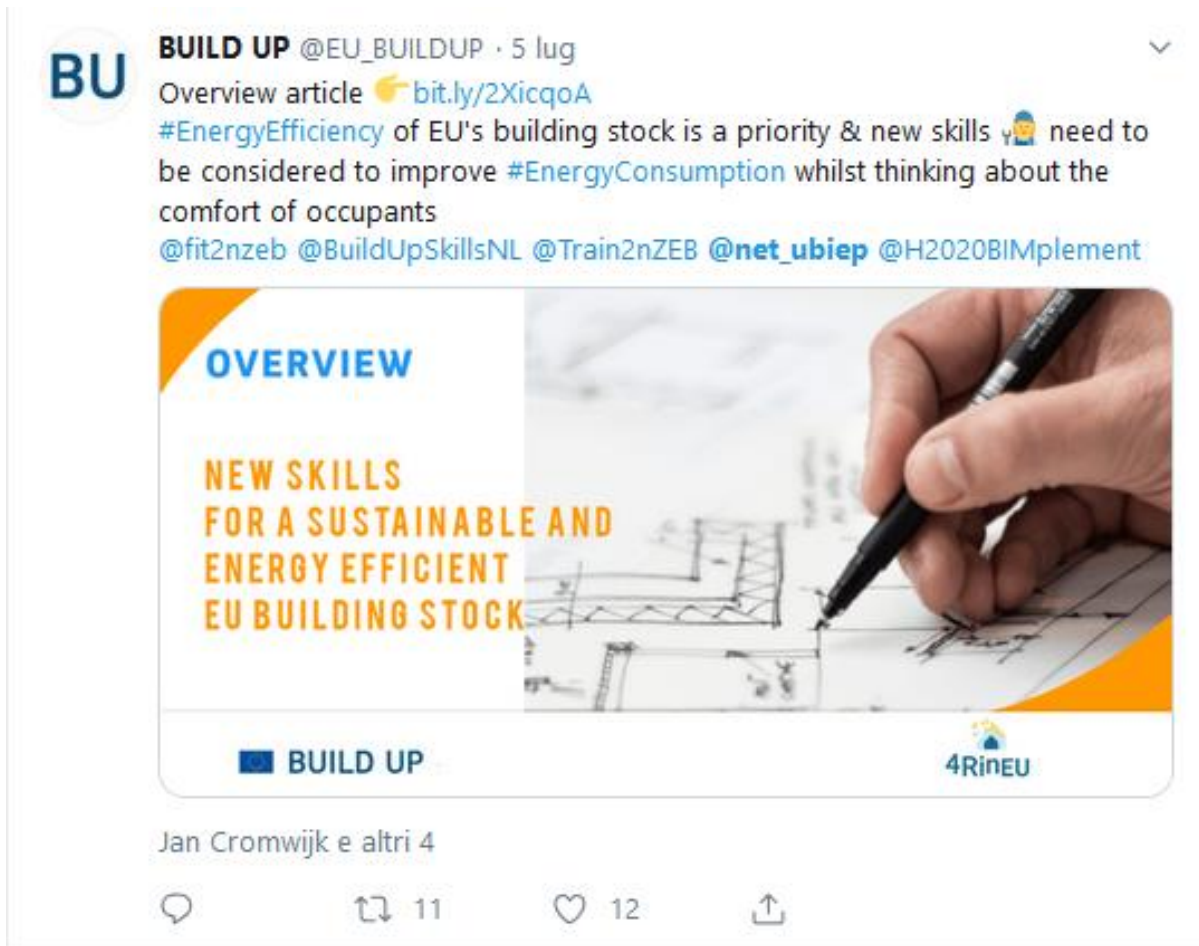 BU
BUILD UP @EU_BUILDUP · 5 lug
Overview article 👉 bit.ly/2XicqoA
#EnergyEfficiency of EU's building stock is a priority & new skills 👩‍🔧 need to
be considered to improve #EnergyConsumption whilst thinking about the
comfort of occupants
@fit2nzeb @BuildUpSkillsNL @Train2nZEB @net_ubiep @H2020BIMplement
OVERVIEW
NEW SKILLS
FOR A SUSTAINABLE AND
ENERGY EFFICIENT
EU BUILDING STOCK
BUILD UP
4RinEU
Jan Cromwijk e altri 4
11
12